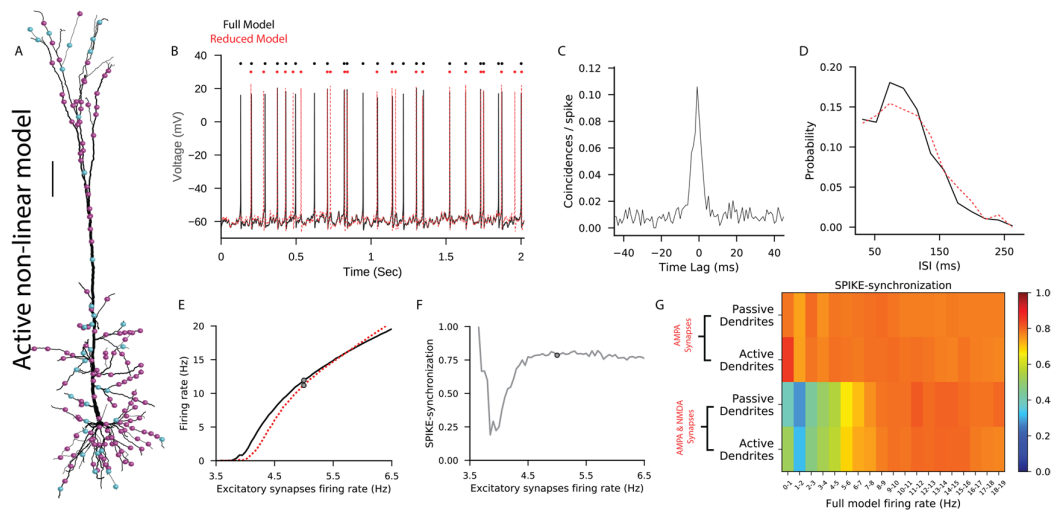 A
Active non-linear model
B
Full Model
Reduced Model
Voltage (mV)
40
20
0
−20
−40
−60
0
0.5
1
1.5
2
Time (Sec)
C
Coincidences / spike
0.12
0.10
0.08
0.06
0.04
0.02
0.00
−40
−20
0
20
40
Time Lag (ms)
D
Probability
0.20
0.15
0.10
0.05
0.00
50
150
250
ISI (ms)
E
Firing rate (Hz)
20
15
10
5
0
3.5
4.5
5.5
6.5
Excitatory synapses firing rate (Hz)
F
SPIKE-synchronization
1.00
0.75
0.50
0.25
0.00
3.5
4.5
5.5
6.5
Excitatory synapses firing rate (Hz)
G
SPIKE-synchronization
AMPA
Synapses
Passive
Dendrites
Active
Dendrites
AMPA & NMDA
Synapses
Passive
Dendrites
Active
Dendrites
0-1
1-2
2-3
3-4
4-5
5-6
6-7
7-8
8-9
9-10
10-11
11-12
12-13
13-14
14-15
15-16
16-17
17-18
18-19
Full model firing rate (Hz)
1.0
0.8
0.6
0.4
0.2
0.0